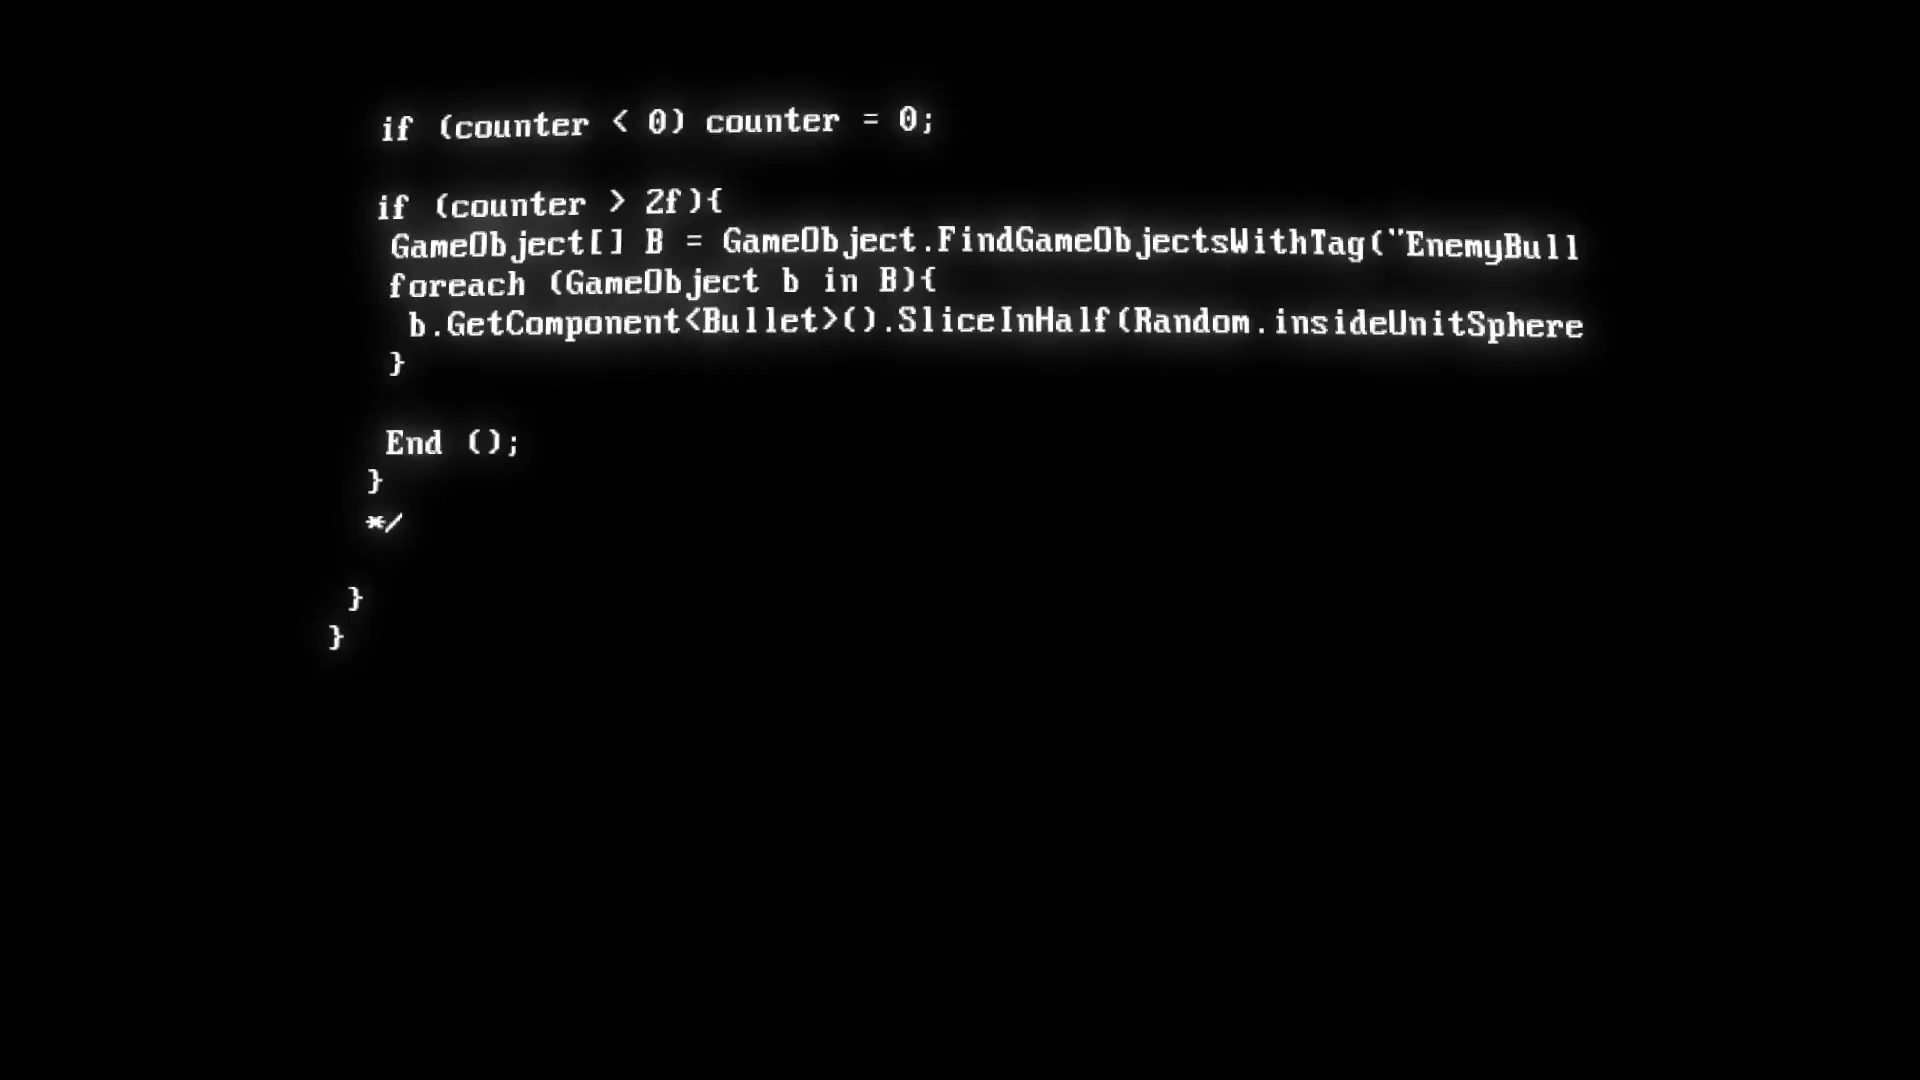 if (counter < 0) counter = 0;
if (counter > 2f){
GameObject[] B = GameObject.FindGameObjectsWithTag("EnemyBull
foreach (GameObject b in B){
b.GetComponent<Bullet>().SliceInHalf(Random.insideUnitSphere
}
End ();
}
*/
}
}